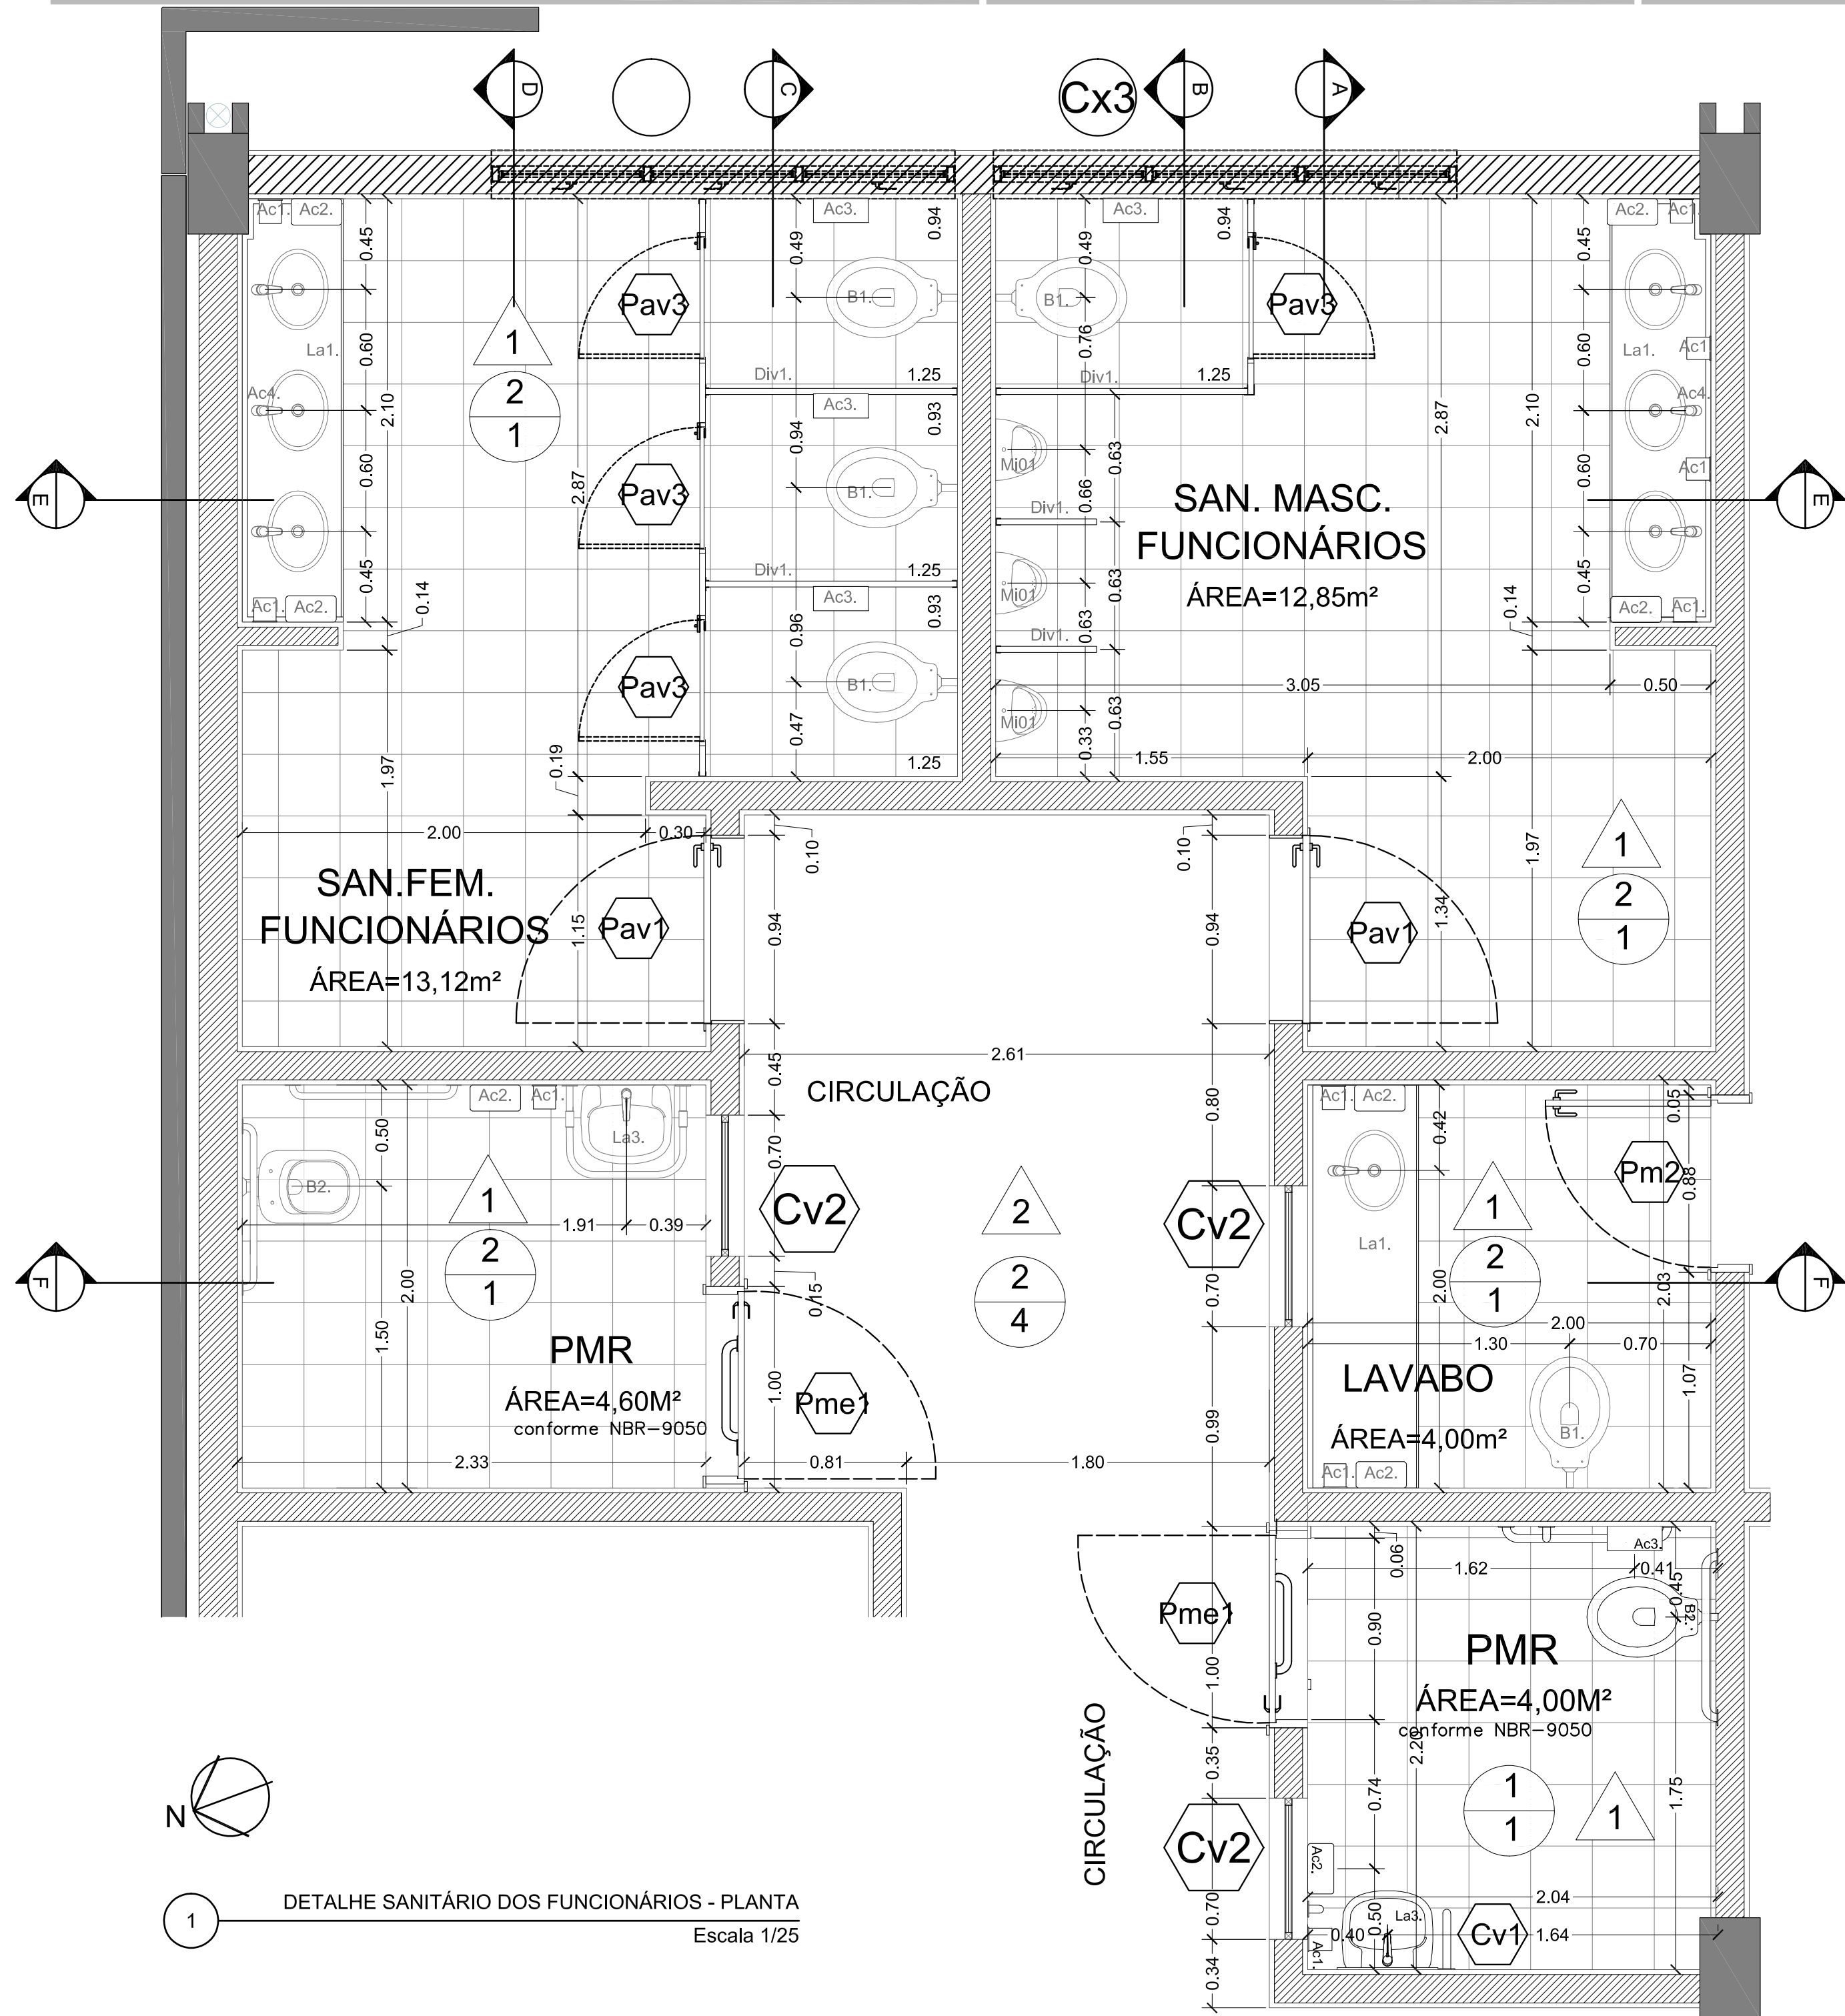 D
C
Cx3
B
A
Ac1.
Ac2.
0.45
Ac3.
0.94
0.49
Ac3.
0.94
0.49
Ac2.
Ac1.
0.45
B1.
Pav3
B1.
Pav3
1
La1.
0.60
0.76
La1.
Ac1.
0.60
2
1
Div1.
1.25
Div1.
1.25
Ac4.
2.10
Ac3.
0.93
0.94
2.87
2.10
Ac4.
0.60
2.87
Pav3
B1.
Mi01
0.66
0.63
Ac1.
0.60
E
SAN. MASC.
FUNCIONÁRIOS
ÁREA=12,85m²
E
Div1.
0.45
Div1.
1.25
Mi01
0.63
0.63
0.45
Ac1.
Ac2.
0.14
Ac3.
0.93
0.96
Div1.
0.14
Ac2.
Ac1.
Pav3
B1.
3.05
0.50
Mi01
0.33
0.63
0.47
1.97
0.19
1.25
1.55
2.00
2.00
0.30
0.10
0.10
1.97
1
2
1
SAN.FEM.
FUNCIONÁRIOS
ÁREA=13,12m²
1.15
Pav1
0.94
0.94
Pav1
1.34
2.61
0.45
CIRCULAÇÃO
0.80
Ac2.
Ac1.
0.50
La3.
0.70
Ac1.
Ac2.
0.42
0.05
B2.
1
Cv2
2
Cv2
1
Pm2
0.88
1.91
0.39
La1.
F
2
1
2.00
0.15
2
4
0.70
2.00
2
1
2.03
F
1.50
PMR
ÁREA=4,60M²
conforme NBR-9050
2.00
1.30
0.70
1.00
Pme1
0.99
LAVABO
ÁREA=4,00m²
1.07
B1.
2.33
0.81
1.80
Ac1.
Ac2.
0.06
Ac3.
1.62
0.41
0.45
B2.
Pme1
0.90
1.00
PMR
ÁREA=4,00M²
conforme NBR-9050
2.20
CIRCULAÇÃO
0.35
0.74
1
1
1
1.75
N
Cv2
Ac2.
0.70
2.04
0.50
La3.
0.40
Ac1.
Cv1
1.64
0.34
1
DETALHE SANITÁRIO DOS FUNCIONÁRIOS - PLANTA
Escala 1/25